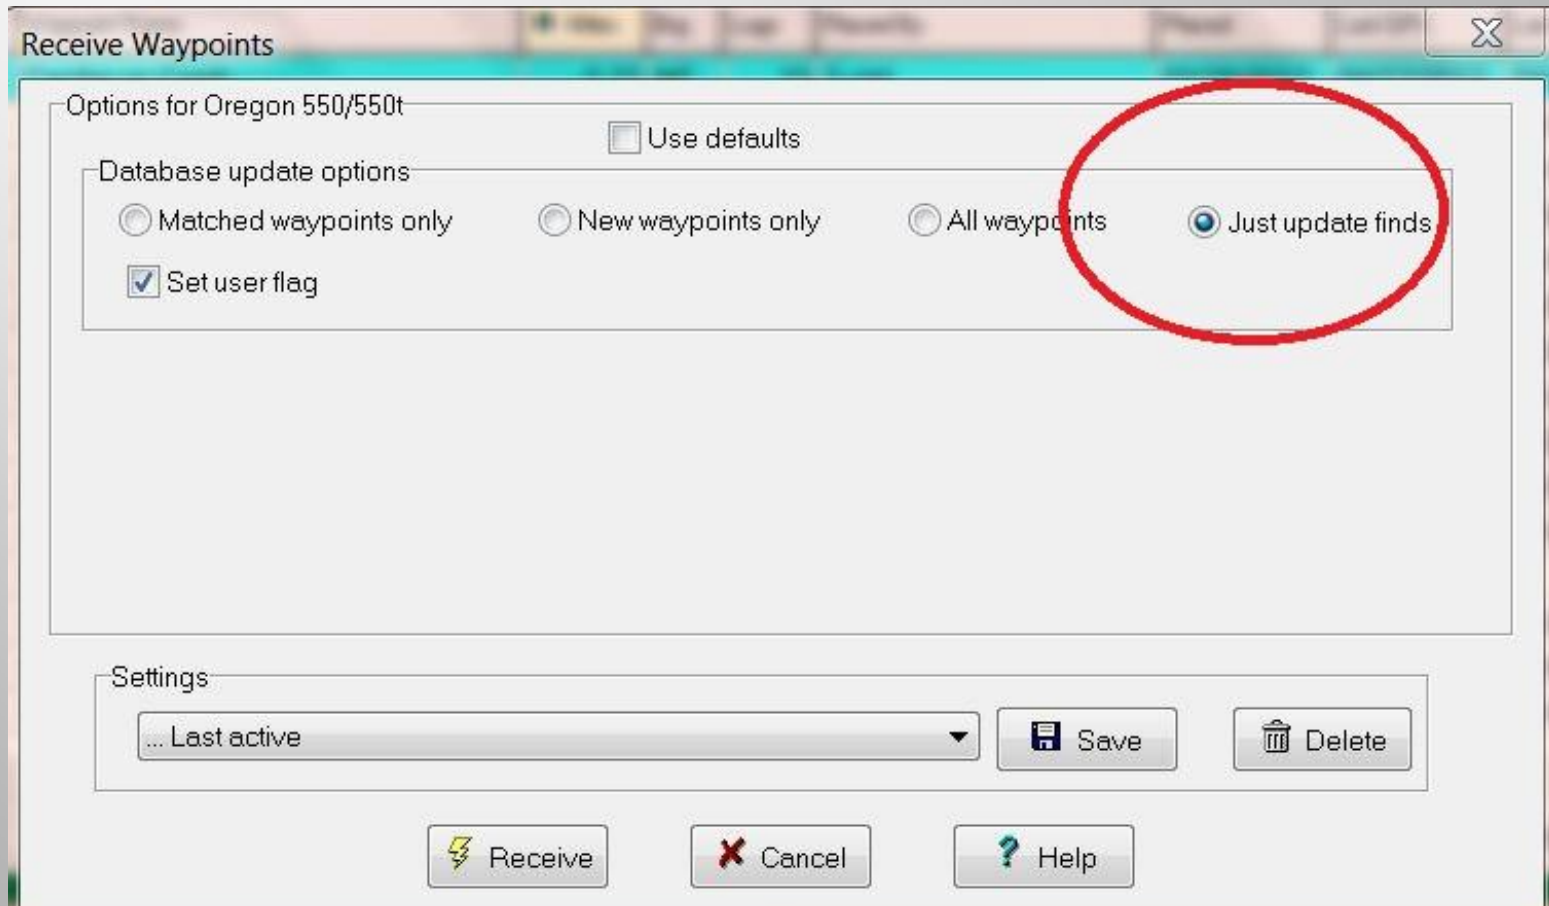 Receive Waypoints
Options for Oregon 550/550t
Use defaults
Database update options
Matched waypoints only New waypoints only All waypoints Just update finds
Set user flag
Settings
... Last active Save Delete
Receive Cancel Help